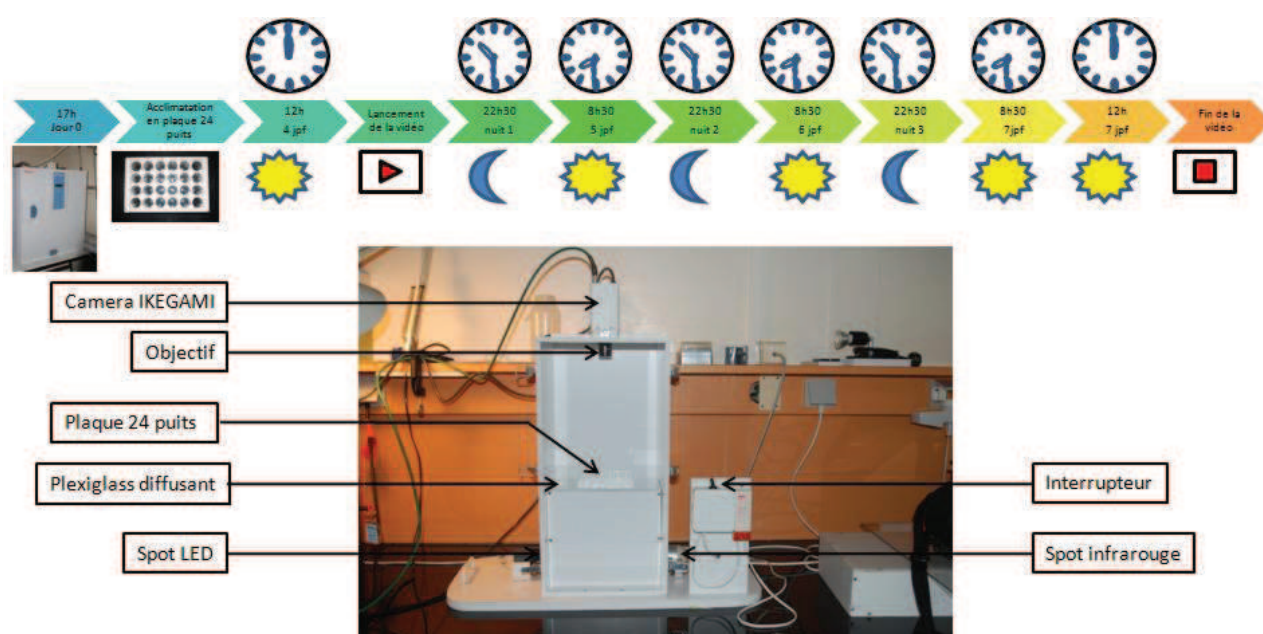 17h
Jour 0
Acclimatation
en plaque 24
puits
12h
4 jpf
Lancement
de la vidéo
22h30
nuit 1
8h30
5 jpf
22h30
nuit 2
8h30
6 jpf
22h30
nuit 3
8h30
7jpf
12h
7 jpf
Fin de la
vidéo
Camera IKEGAMI
Objectif
Plaque 24 puits
Plexiglass diffusant
Interrupteur
Spot LED
Spot infrarouge